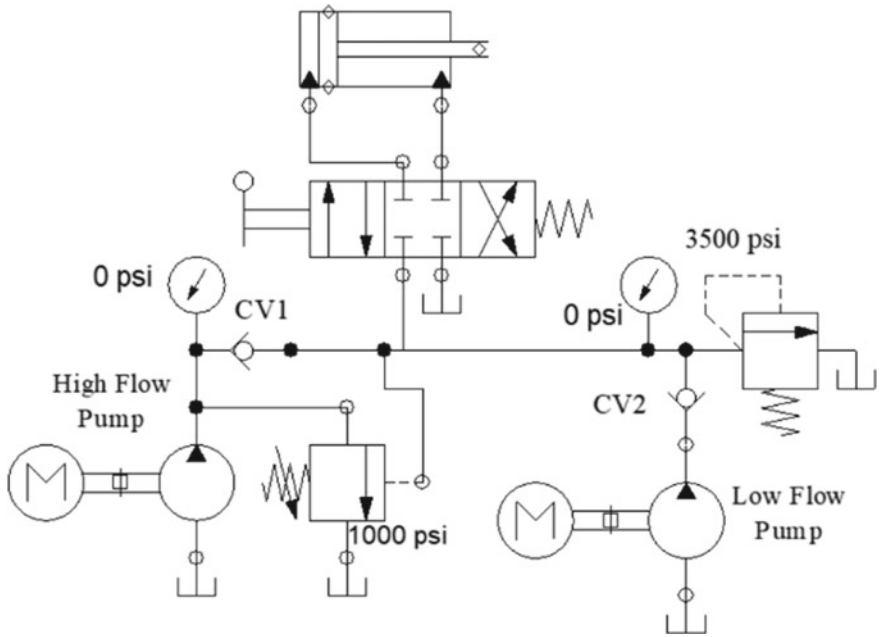 3500 psi
0 psi
CV1
0 psi
High Flow
Pump
CV2
M
1000 psi
M
Low Flow
Pump